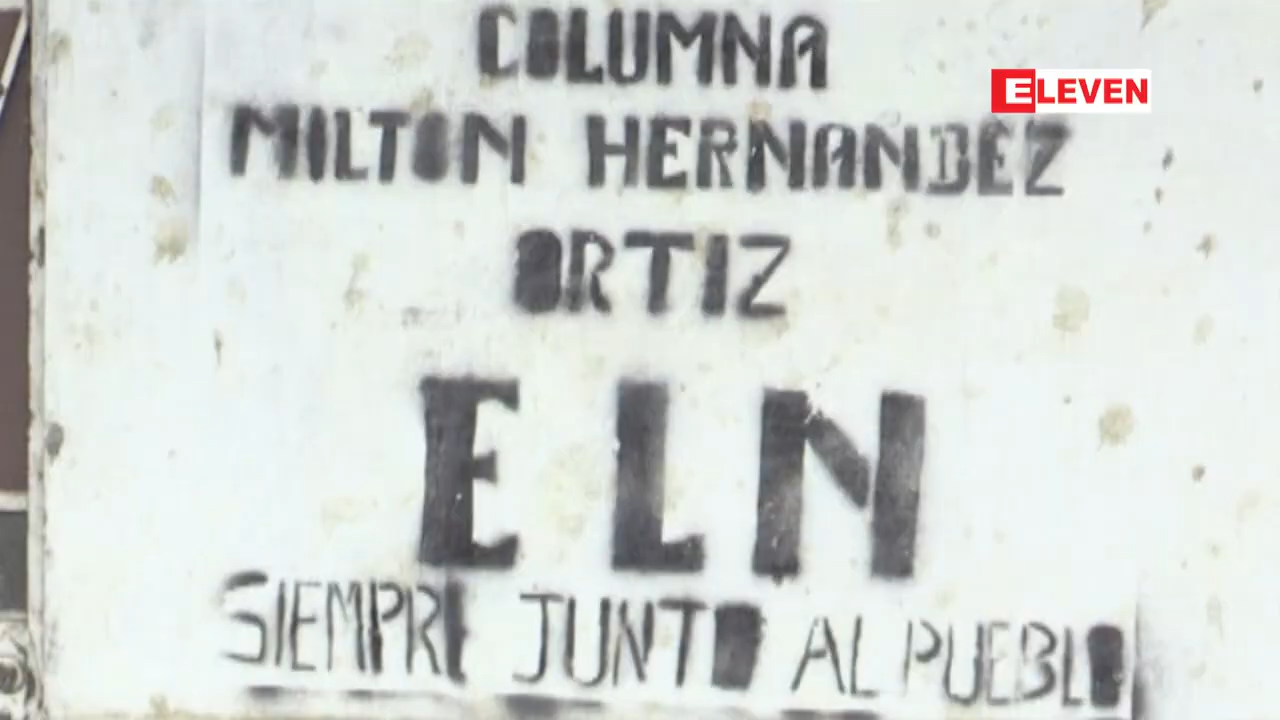 COLUMNA
ELEVEN
MILTON HERNANDEZ
ORTIZ
ELN
SIEMPRE JUNTO AL PUEBLO